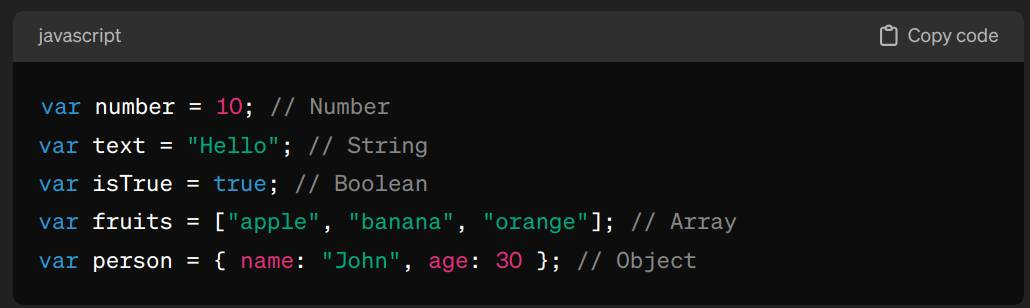 javascript
Copy code
var number = 10; // Number
var text = "Hello"; // String
var isTrue = true; // Boolean
var fruits = ["apple", "banana", "orange"]; // Array
var person = { name: "John", age: 30 }; // Object